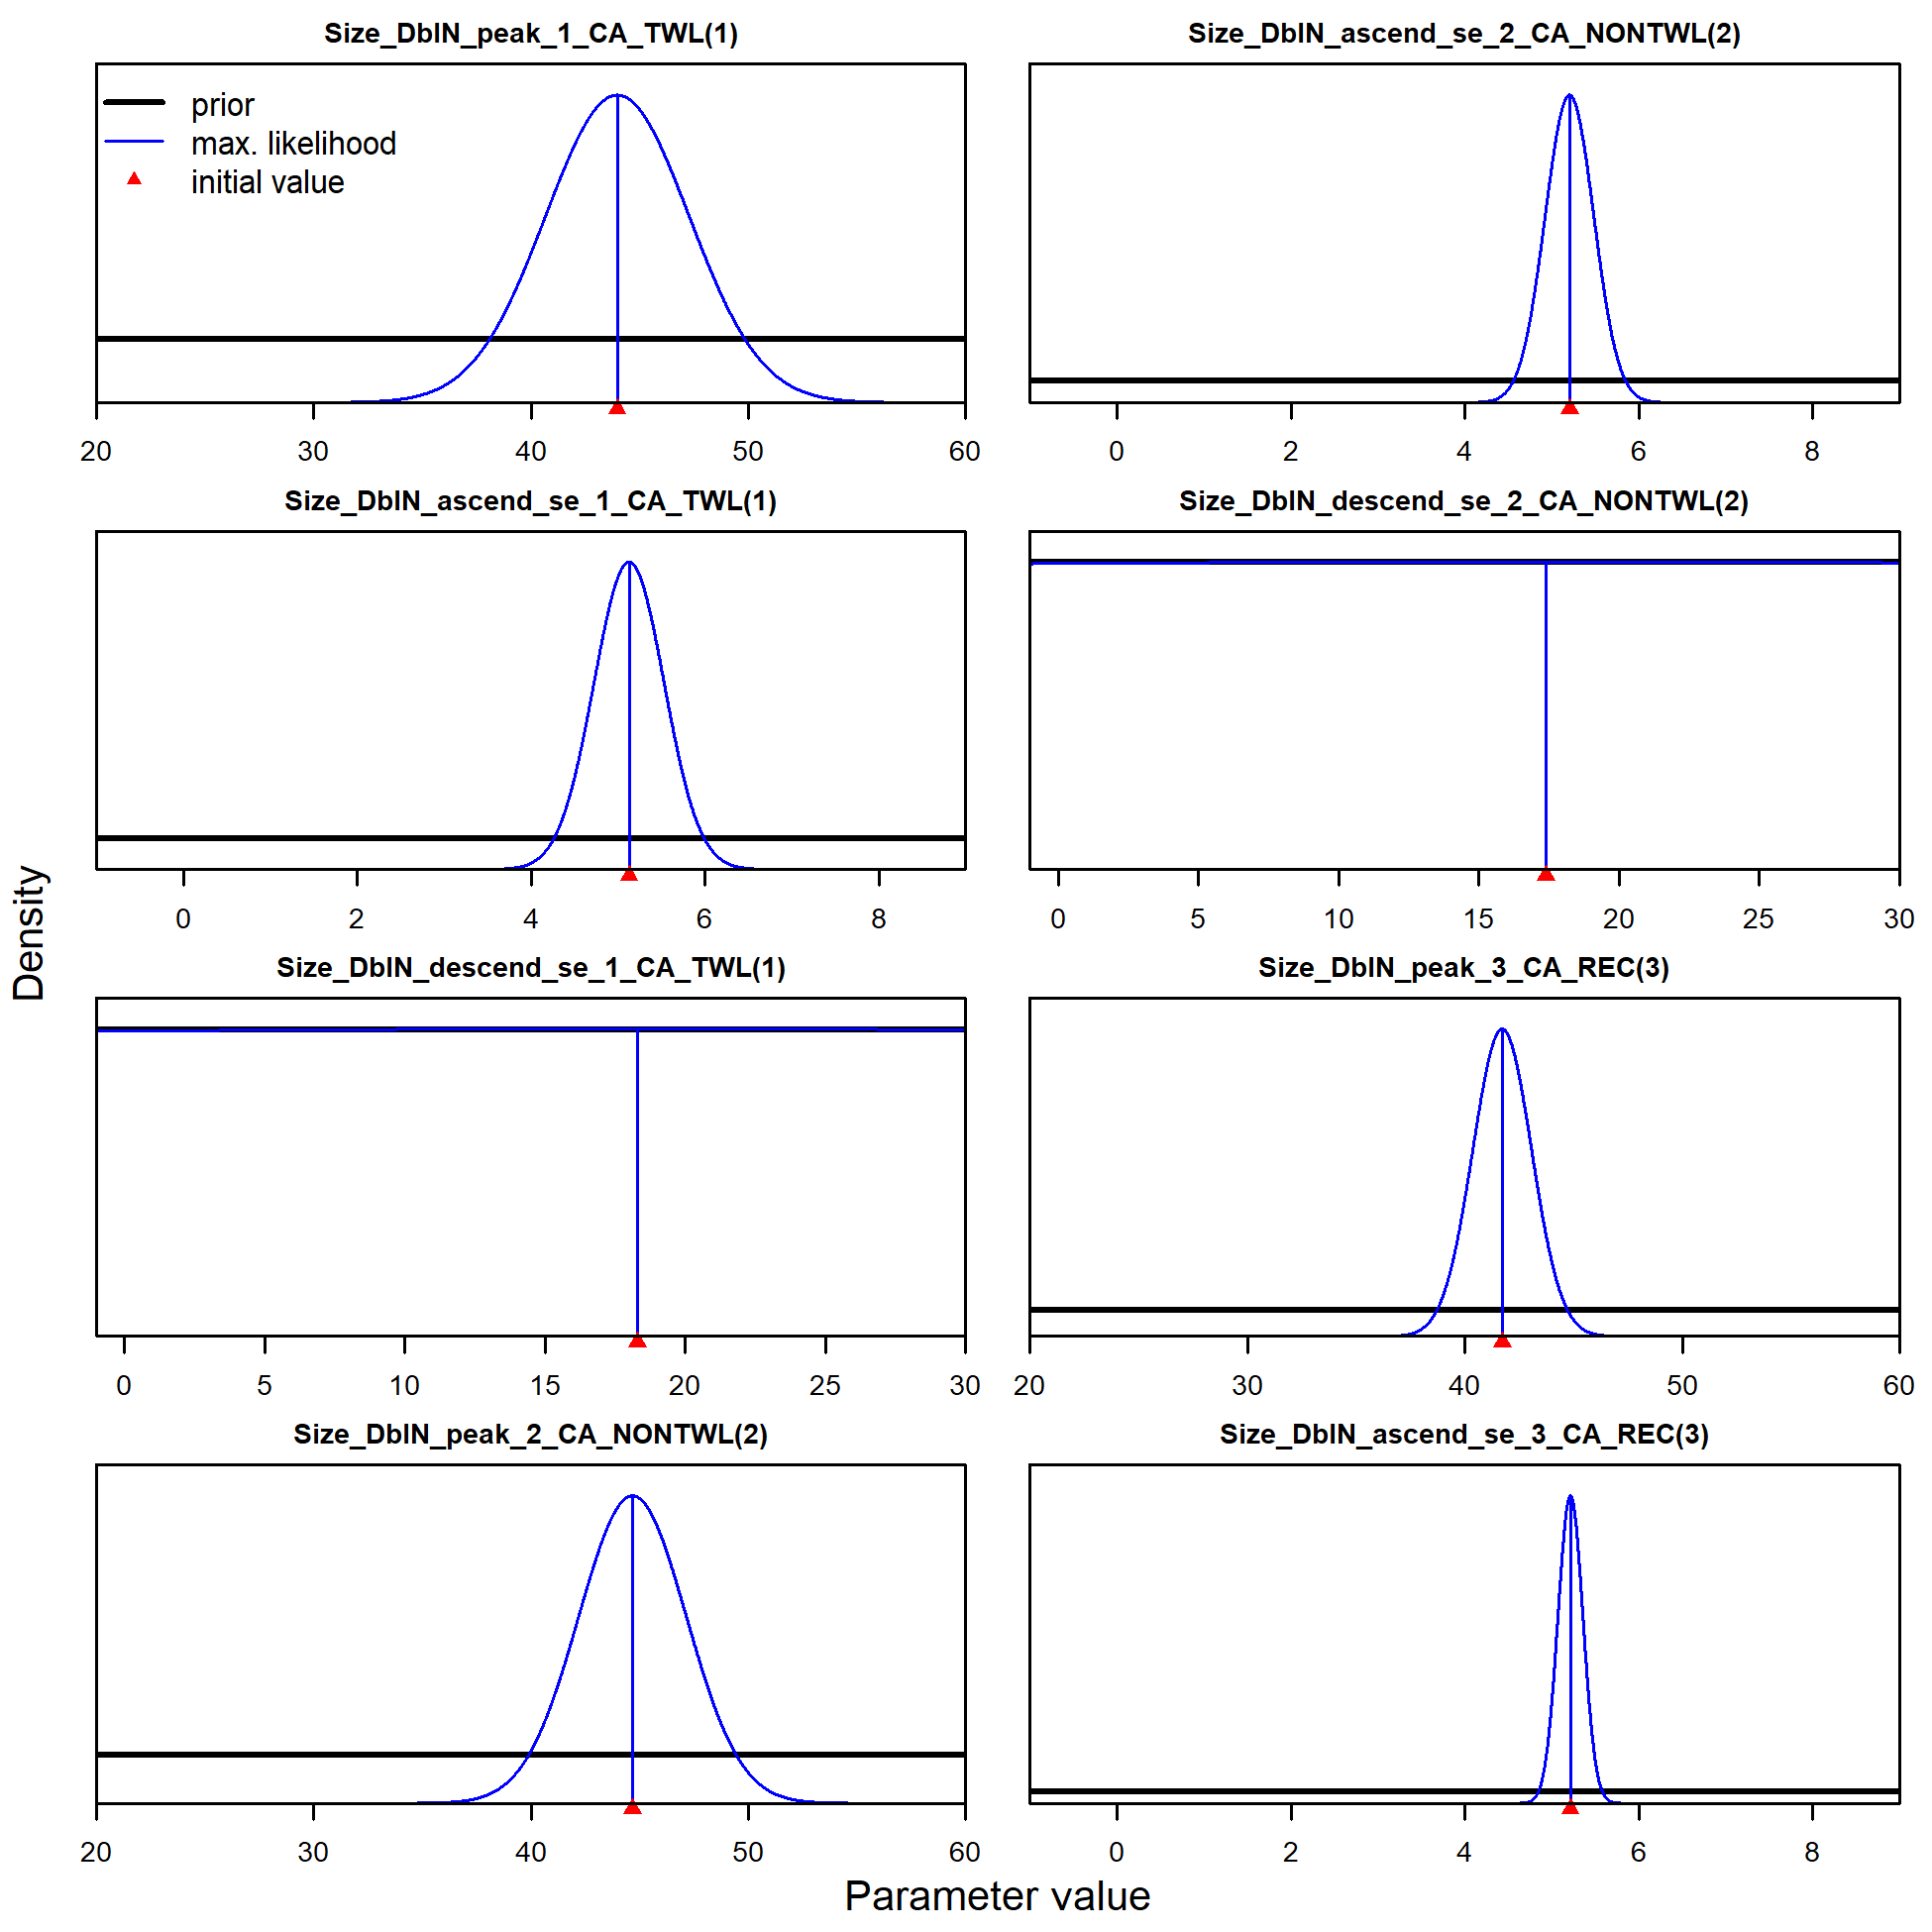 Size_DblN_peak_1_CA_TWL(1)
prior
max. likelihood
initial value
20 30 40 50 60
Size_DblN_ascend_se_2_CA_NONTWL(2)
0 2 4 6 8
Size_DblN_ascend_se_1_CA_TWL(1)
0 2 4 6 8
Size_DblN_descend_se_2_CA_NONTWL(2)
0 5 10 15 20 25 30
Size_DblN_descend_se_1_CA_TWL(1)
0 5 10 15 20 25 30
Size_DblN_peak_3_CA_REC(3)
20 30 40 50 60
Size_DblN_peak_2_CA_NONTWL(2)
20 30 40 50 60
Size_DblN_ascend_se_3_CA_REC(3)
0 2 4 6 8
Density
Parameter value